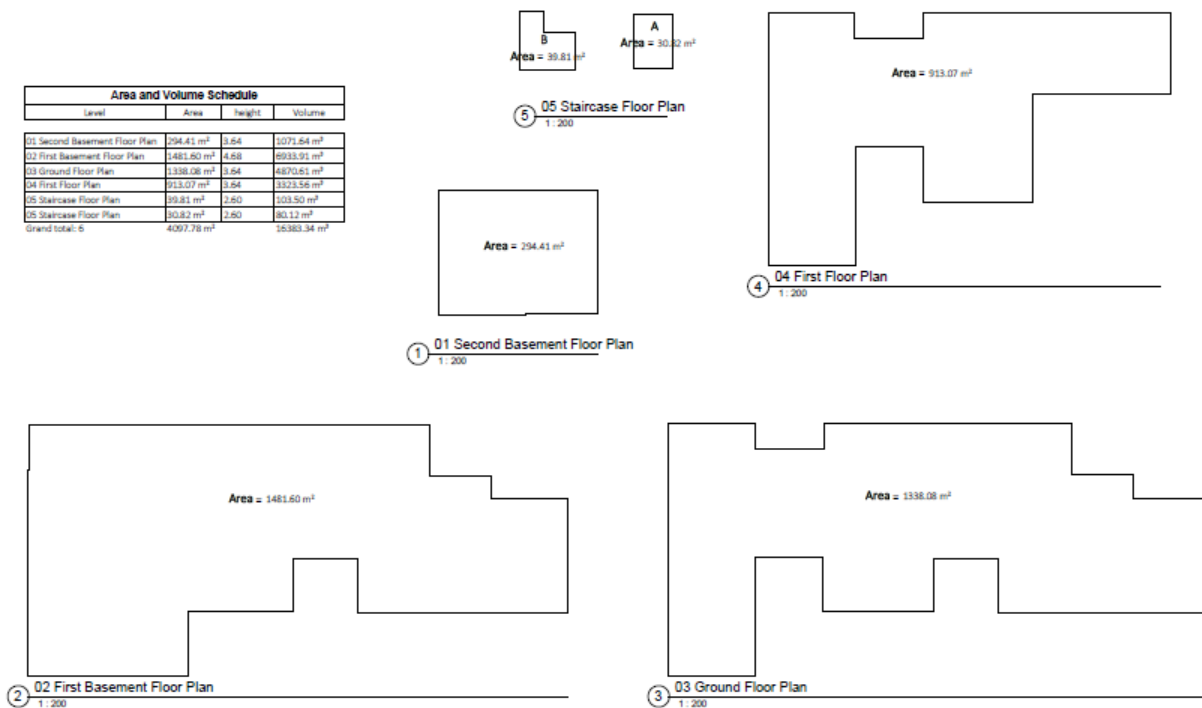 B
Area = 39.81 m²
A
Area = 30.82 m²
5
05 Staircase Floor Plan
1 : 200
Area = 913.07 m²
4
04 First Floor Plan
1 : 200
Area and Volume Schedule
Level Area height Volume
01 Second Basement Floor Plan 294.41 m² 3.64 1071.64 m³
02 First Basement Floor Plan 1481.60 m² 4.68 6933.91 m³
03 Ground Floor Plan 1338.08 m² 3.64 4870.61 m³
04 First Floor Plan 913.07 m² 3.64 3323.56 m³
05 Staircase Floor Plan 39.81 m² 2.60 103.50 m³
05 Staircase Floor Plan 30.82 m² 2.60 80.12 m³
Grand total: 6 4097.78 m² 16383.34 m³
Area = 294.41 m²
1
01 Second Basement Floor Plan
1 : 200
Area = 1481.60 m²
2
02 First Basement Floor Plan
1 : 200
Area = 1338.08 m²
3
03 Ground Floor Plan
1 : 200